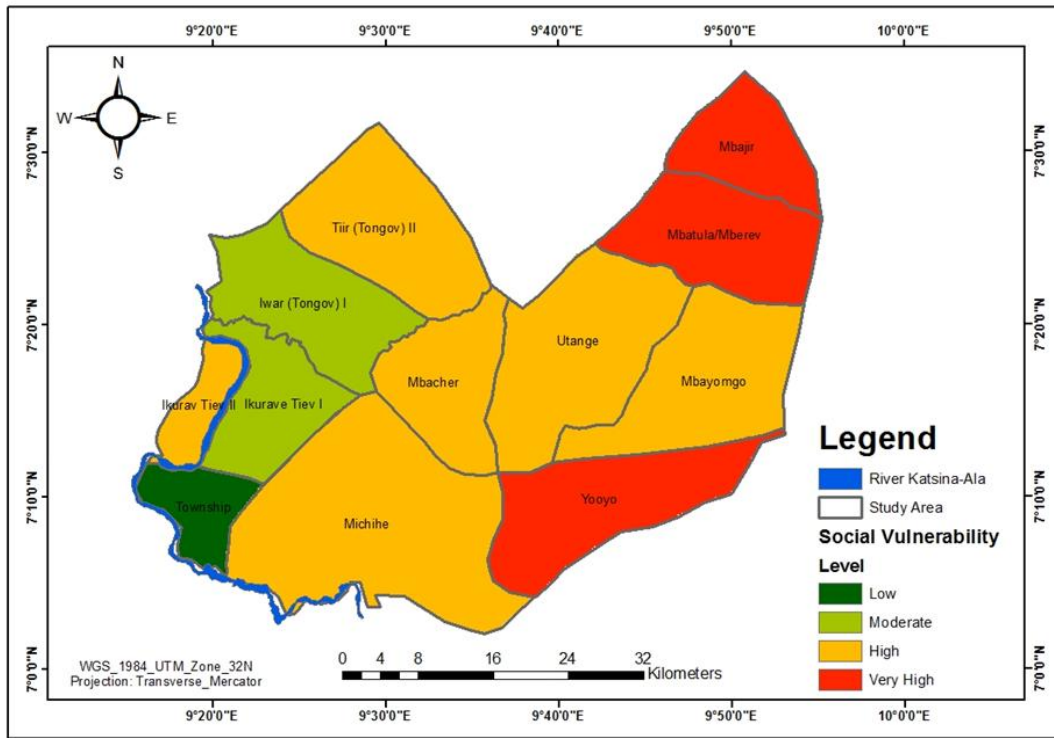 9°20'0"E 9°30'0"E 9°40'0"E 9°50'0"E 10°0'0"E
N
W E
S
7°30'0"N 7°30'0"N
Mbajir
Mbatula/Mberev
Tiir (Tongov) II
Iwar (Tongov) I
7°20'0"N 7°20'0"N
Utange
Mbacher
Mbayomgo
Ikurav Tiev II
Ikurave Tiev I
Legend
River Katsina-Ala
Study Area
Social Vulnerability
Level
Low
Moderate
High
Very High
7°10'0"N 7°10'0"N
Yooyo
Township
Michihe
WGS_1984_UTM_Zone_32N
Projection: Transverse_Mercator
0 2 4 8 16 24 32
Kilometers
7°0'0"N 7°0'0"N
9°20'0"E 9°30'0"E 9°40'0"E 9°50'0"E 10°0'0"E